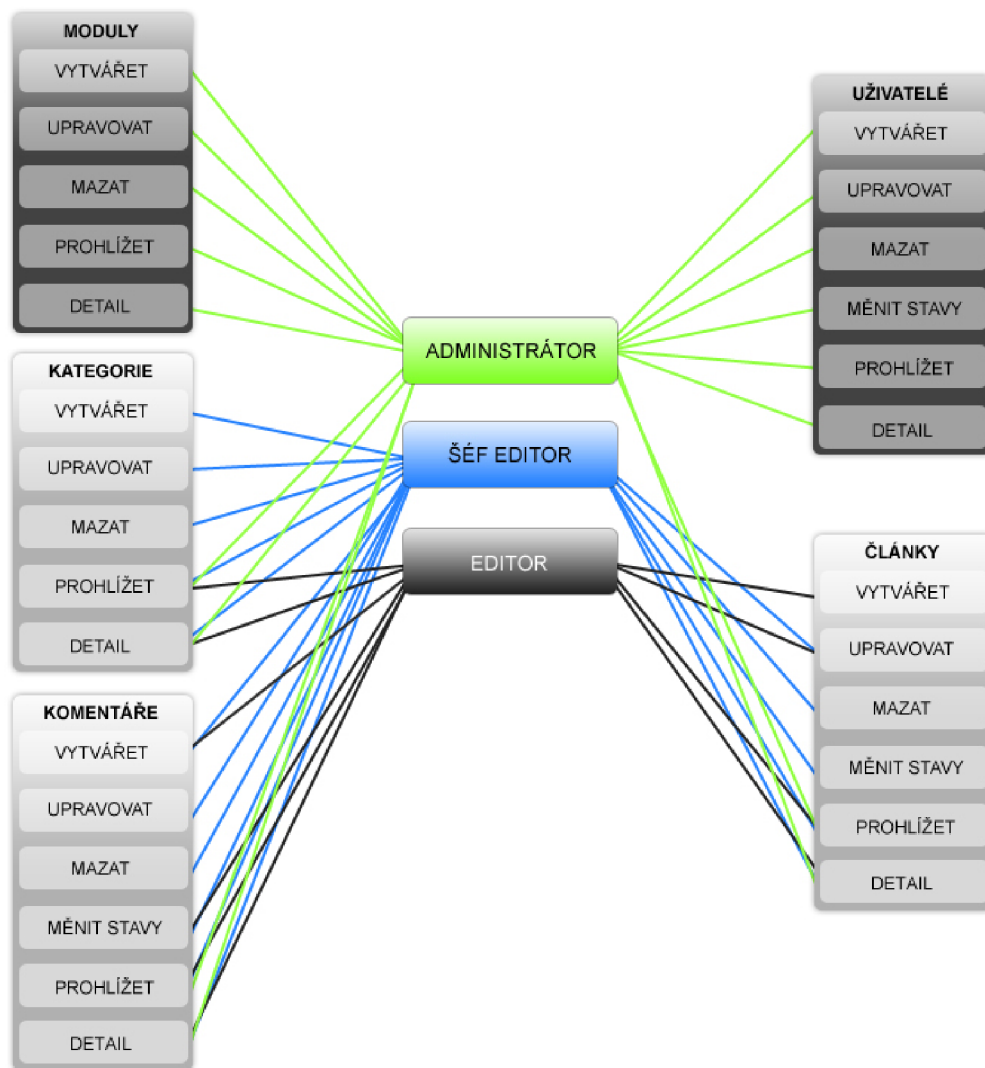 MODULY
VYTVÁŘET
UPRAVOVAT
MAZAT
PROHLÍŽET
DETAIL
KATEGORIE
VYTVÁŘET
UPRAVOVAT
MAZAT
PROHLÍŽET
DETAIL
KOMENTÁŘE
VYTVÁŘET
UPRAVOVAT
MAZAT
MĚNIT STAVY
PROHLÍŽET
DETAIL
ADMINISTRÁTOR
ŠÉF EDITOR
EDITOR
UŽIVATELÉ
VYTVÁŘET
UPRAVOVAT
MAZAT
MĚNIT STAVY
PROHLÍŽET
DETAIL
ČLÁNKY
VYTVÁŘET
UPRAVOVAT
MAZAT
MĚNIT STAVY
PROHLÍŽET
DETAIL